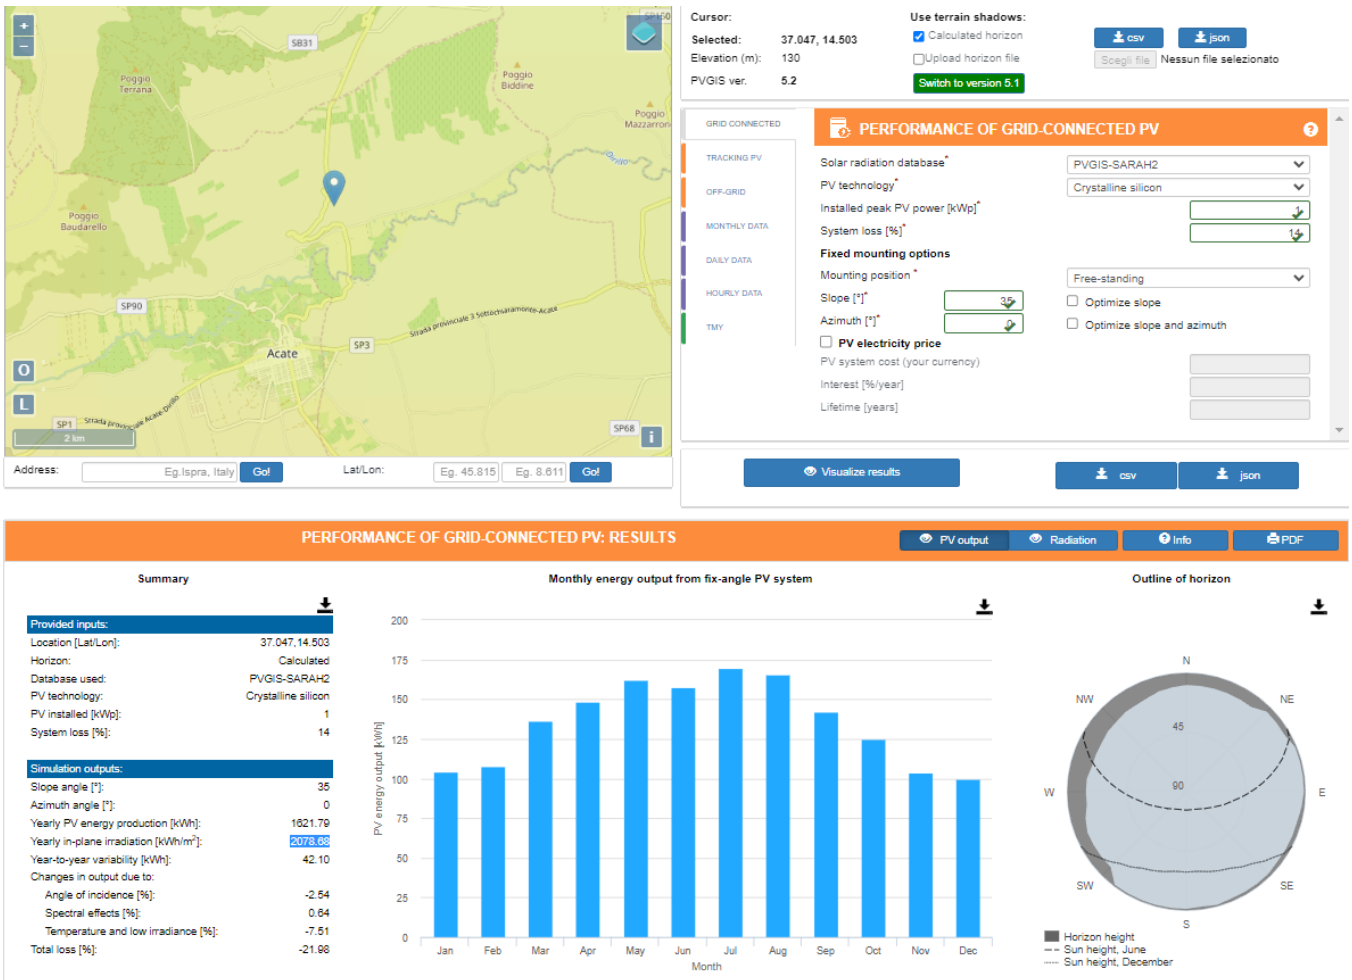 +
−
SB31
SP150
Poggio
Terrana
Poggio
Biddine
Poggio
Mazzarron
Dirillo
Poggio
Baudarello
SP90
Strada provinciale 3 Sottochiaramonte-Acate
SP3
Acate
O
L
SP1
Strada provinciale Acate-Dirillo
SP68
2 km
i
Address:
Eg.Ispra, Italy
Go!
Lat/Lon:
Eg. 45.815
Eg. 8.611
Go!
Cursor:
Selected: 37.047, 14.503
Elevation (m): 130
PVGIS ver. 5.2
Use terrain shadows:
Calculated horizon
Upload horizon file
Switch to version 5.1
csv
json
Scegli file Nessun file selezionato
GRID CONNECTED
TRACKING PV
OFF-GRID
MONTHLY DATA
DAILY DATA
HOURLY DATA
TMY
PERFORMANCE OF GRID-CONNECTED PV
?
Solar radiation database* PVGIS-SARAH2
PV technology* Crystalline silicon
Installed peak PV power [kWp]* 1
System loss [%]* 14
Fixed mounting options
Mounting position * Free-standing
Slope [°]* 35 Optimize slope
Azimuth [°]* 0 Optimize slope and azimuth
PV electricity price
PV system cost (your currency)
Interest [%/year]
Lifetime [years]
Visualize results
csv
json
PERFORMANCE OF GRID-CONNECTED PV: RESULTS
PV output
Radiation
Info
PDF
Summary
Provided inputs:
Location [Lat/Lon]: 37.047,14.503
Horizon: Calculated
Database used: PVGIS-SARAH2
PV technology: Crystalline silicon
PV installed [kWp]: 1
System loss [%]: 14
Simulation outputs:
Slope angle [°]: 35
Azimuth angle [°]: 0
Yearly PV energy production [kWh]: 1621.79
Yearly in-plane irradiation [kWh/m²]: 2078.68
Year-to-year variability [kWh]: 42.10
Changes in output due to:
Angle of incidence [%]: -2.54
Spectral effects [%]: 0.64
Temperature and low irradiance [%]: -7.51
Total loss [%]: -21.98
Monthly energy output from fix-angle PV system
PV energy output [kWh]
200
175
150
125
100
75
50
25
0
Jan Feb Mar Apr May Jun Jul Aug Sep Oct Nov Dec
Month
Outline of horizon
N
NW
NE
45
W
90
E
SW
SE
S
Horizon height
Sun height, June
Sun height, December